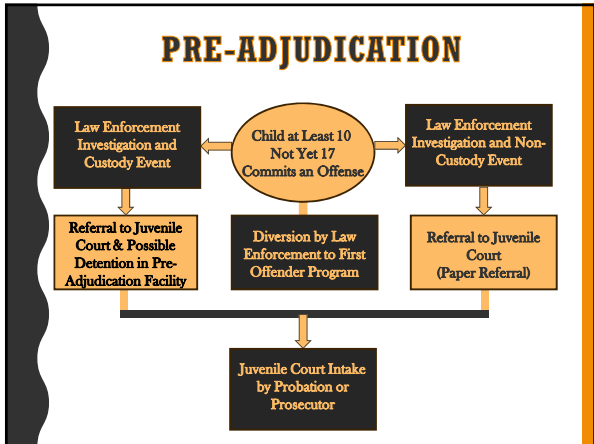 PRE-ADJUDICATION
Law Enforcement
Investigation and
Custody Event
Child at Least 10
Not Yet 17
Commits an Offense
Law Enforcement
Investigation and Non-
Custody Event
Referral to Juvenile
Court & Possible
Detention in Pre-
Adjudication Facility
Diversion by Law
Enforcement to First
Offender Program
Referral to Juvenile
Court
(Paper Referral)
Juvenile Court Intake
by Probation or
Prosecutor